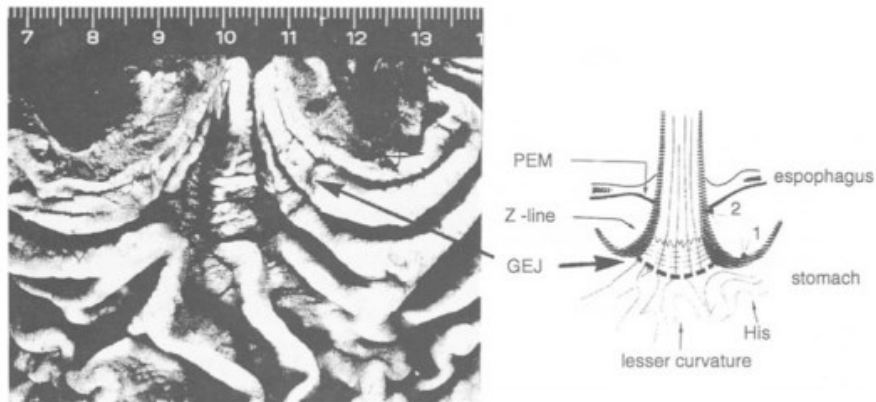 7 8 9 10 11 12 13
PEM
espophagus
Z -line
2
1
GEJ
stomach
His
lesser curvature